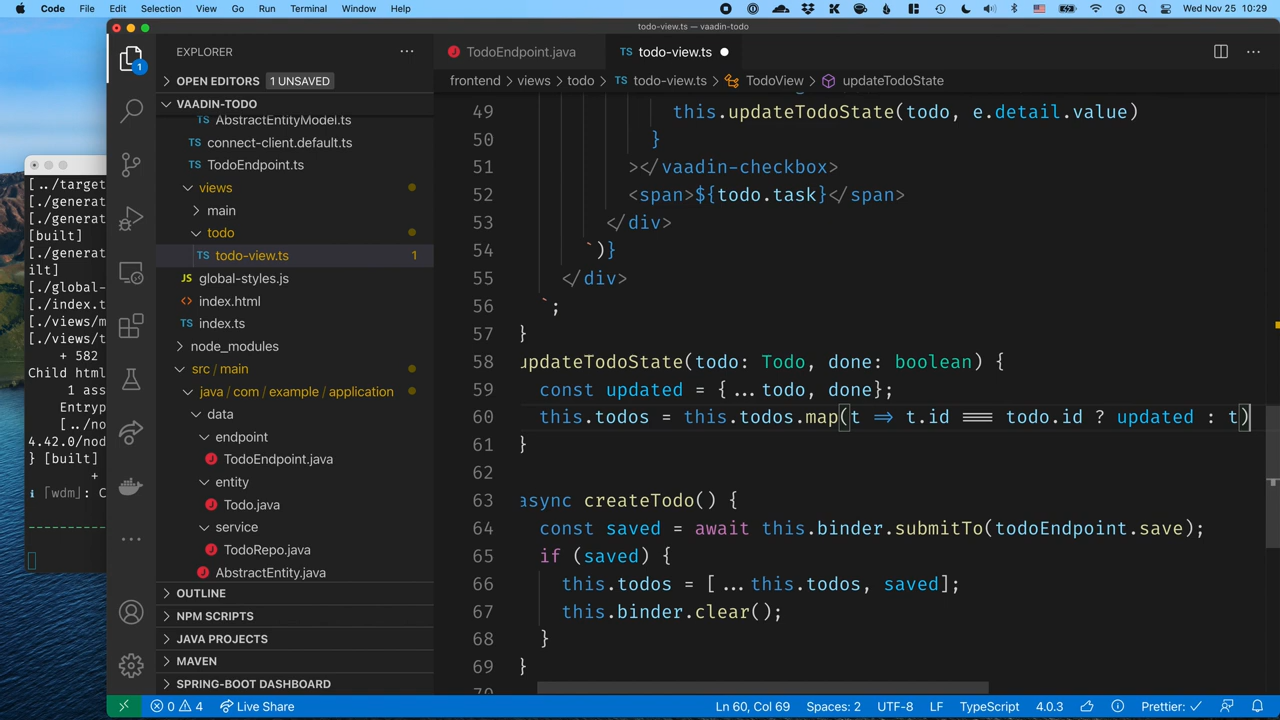 Code File Edit Selection View Go Run Terminal Window Help Wed Nov 25 10:29
todo-view.ts — vaadin-todo
EXPLORER
OPEN EDITORS 1 UNSAVED
VAADIN-TODO
AbstractEntityModel.ts
connect-client.default.ts
TodoEndpoint.ts
views
main
todo
TS todo-view.ts 1
JS global-styles.js
<> index.html
TS index.ts
node_modules
src / main
java / com / example / application
data
endpoint
TodoEndpoint.java
entity
Todo.java
service
TodoRepo.java
AbstractEntity.java
OUTLINE
NPM SCRIPTS
JAVA PROJECTS
MAVEN
SPRING-BOOT DASHBOARD
1
[../target
[./generat
[./generat
[built]
[./generat
ilt]
[./global-
[./index.t
[./views/m
[./views/t
+ 582
Child html
1 ass
Entryp
[../no
4.42.0/nod
} [built]
+
i 「wdm」: C
----------
TodoEndpoint.java
TS todo-view.ts
frontend > views > todo > TS todo-view.ts > TodoView > updateTodoState
49 this.updateTodoState(todo, e.detail.value)
50 }
51 ></vaadin-checkbox>
52 <span>${todo.task}</span>
53 </div>
54 `)}
55 </div>
56 `;
57 }
58 updateTodoState(todo: Todo, done: boolean) {
59 const updated = {...todo, done};
60 this.todos = this.todos.map(t => t.id === todo.id ? updated : t)
61 }
62
63 async createTodo() {
64 const saved = await this.binder.submitTo(todoEndpoint.save);
65 if (saved) {
66 this.todos = [...this.todos, saved];
67 this.binder.clear();
68 }
69 }
0 4 Live Share Ln 60, Col 69 Spaces: 2 UTF-8 LF TypeScript 4.0.3 Prettier: ✓